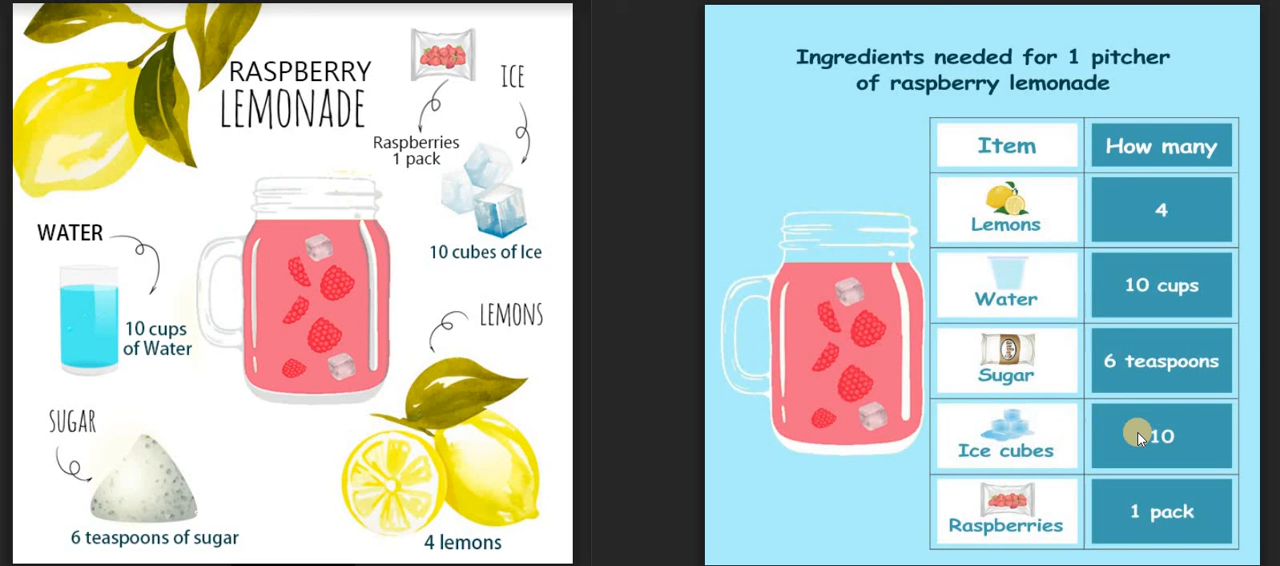 RASPBERRY
LEMONADE
ICE
Raspberries
1 pack
10 cubes of Ice
WATER
10 cups
of Water
LEMONS
SUGAR
6 teaspoons of sugar
4 lemons
Ingredients needed for 1 pitcher
of raspberry lemonade
Item How many
Lemons 4
Water 10 cups
Sugar 6 teaspoons
Ice cubes 10
Raspberries 1 pack